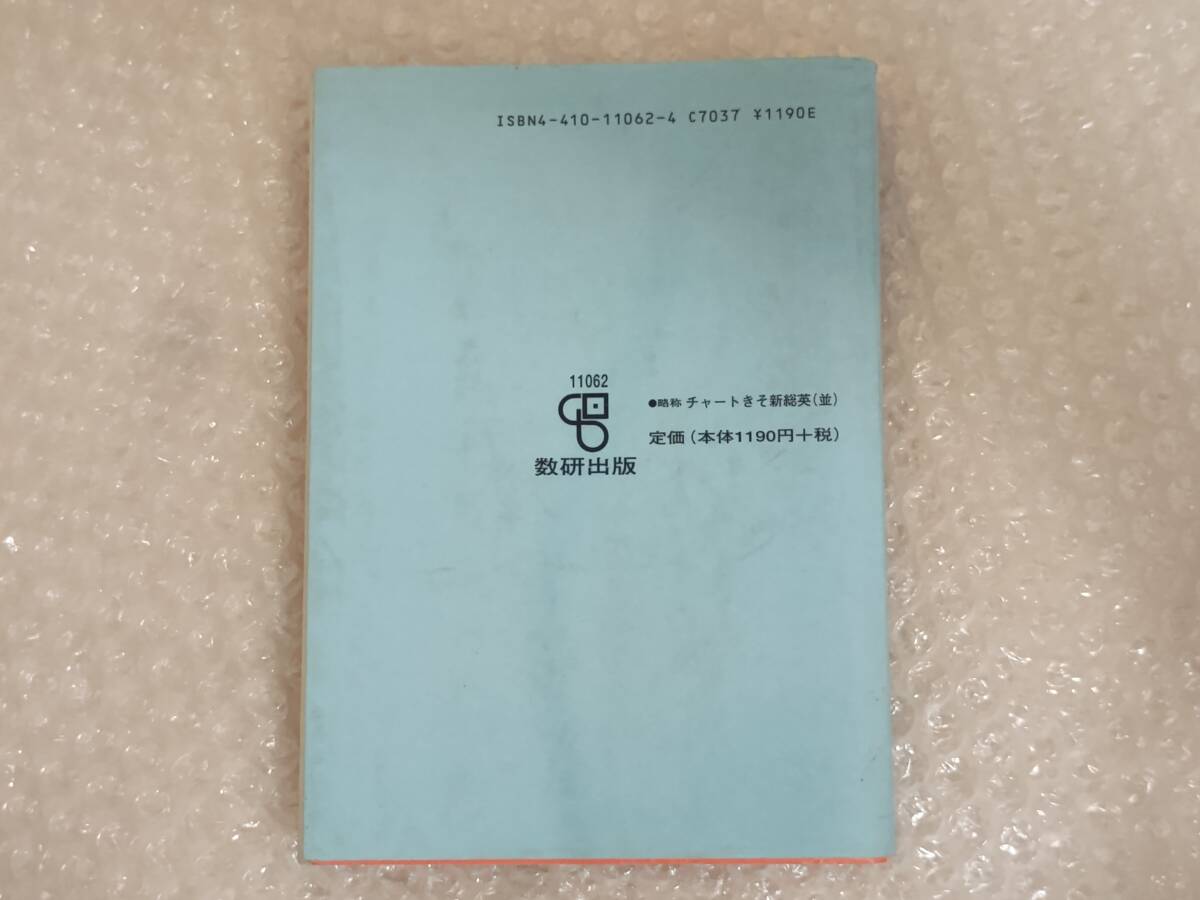 ISBN4-410-11062-4 C7037 ¥1190E
11062
●略称 チャートきそ新総英(並)
定価(本体1190円+税)
数研出版